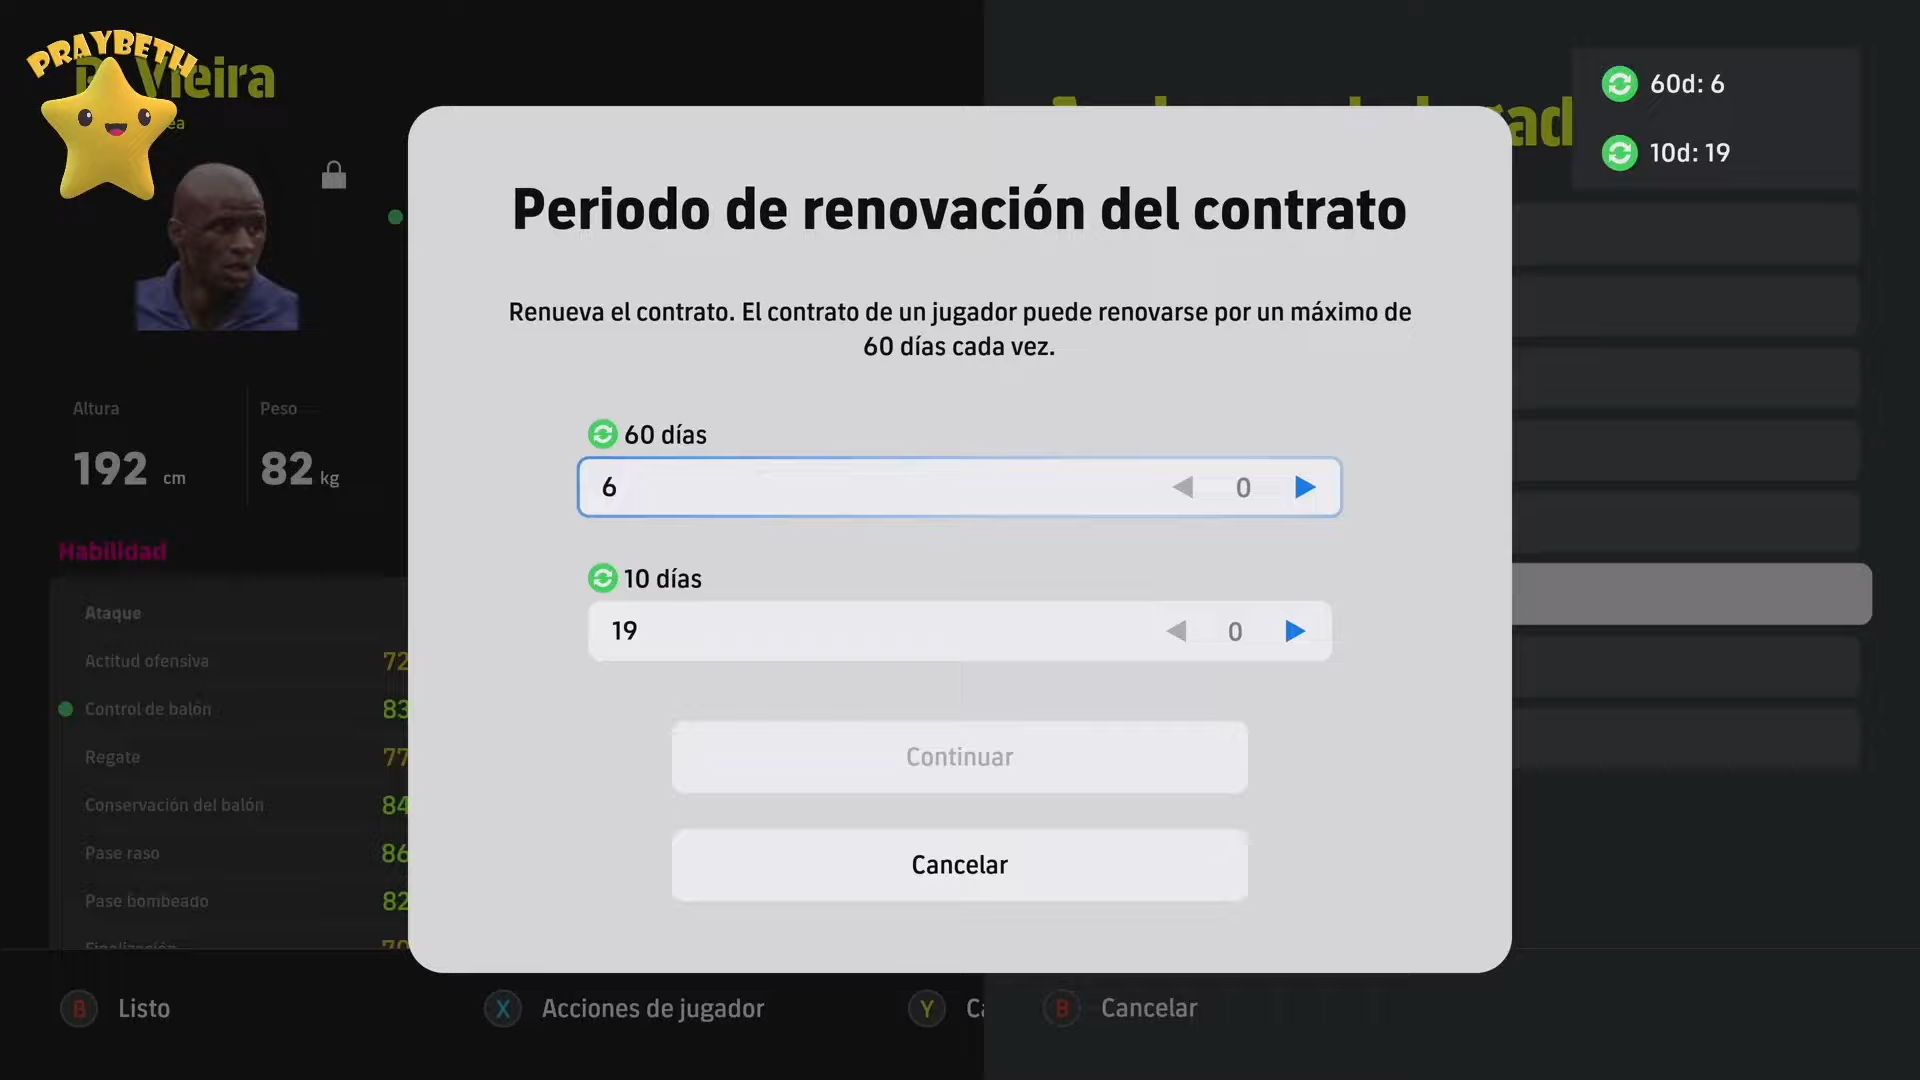 PRAYBETH
Vieira
60d: 6
10d: 19
Periodo de renovación del contrato
Renueva el contrato. El contrato de un jugador puede renovarse por un máximo de
60 días cada vez.
60 días
6 0
10 días
19 0
Continuar
Cancelar
Altura
192 cm
Peso
82 kg
Habilidad
Ataque
Actitud ofensiva 72
Control de balón 83
Regate 77
Conservación del balón 84
Pase raso 86
Pase bombeado 82
Finalización
B Listo
X Acciones de jugador
Y
B Cancelar